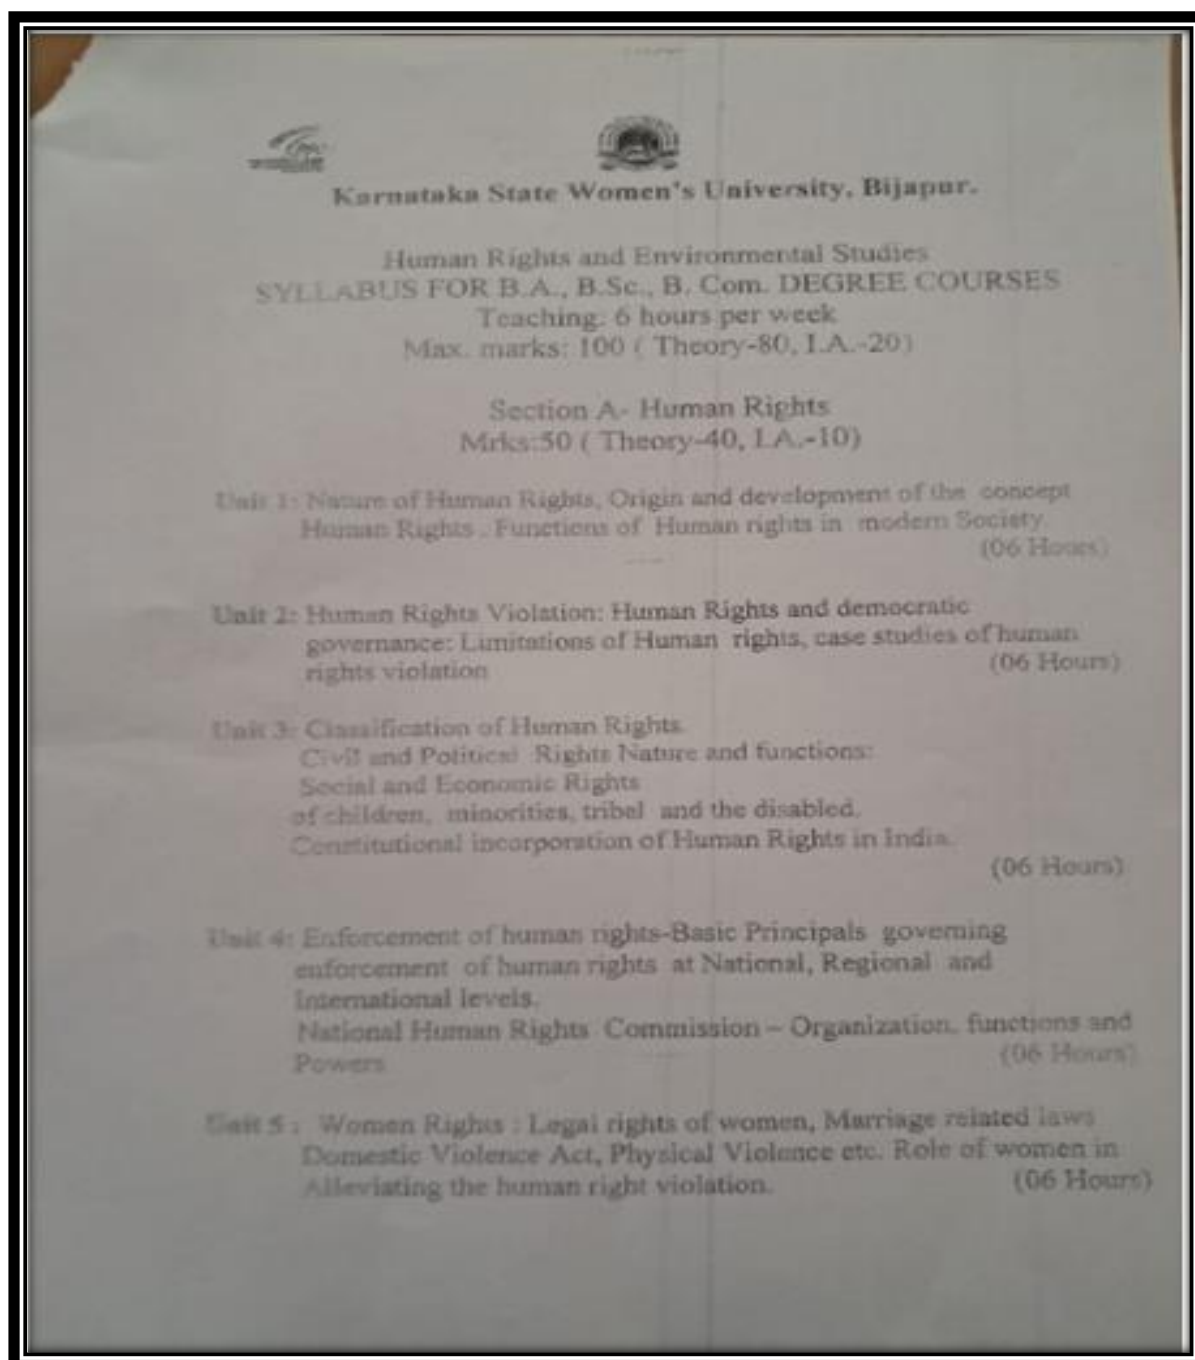 Karnataka State Women's University, Bijapur.
Human Rights and Environmental Studies
SYLLABUS FOR B.A., B.Sc., B. Com. DEGREE COURSES
Teaching: 6 hours per week
Max. marks: 100 ( Theory-80, I.A.-20)
Section A- Human Rights
Mrks:50 ( Theory-40, I.A.-10)
Unit 1: Nature of Human Rights, Origin and development of the concept
Human Rights . Functions of Human rights in modern Society.
(06 Hours)
Unit 2: Human Rights Violation: Human Rights and democratic
governance: Limitations of Human rights, case studies of human
rights violation (06 Hours)
Unit 3: Classification of Human Rights.
Civil and Political Rights Nature and functions:
Social and Economic Rights
of children, minorities, tribal and the disabled.
Constitutional incorporation of Human Rights in India.
(06 Hours)
Unit 4: Enforcement of human rights-Basic Principals governing
enforcement of human rights at National, Regional and
International levels.
National Human Rights Commission – Organization, functions and
Powers (06 Hours)
Unit 5 : Women Rights : Legal rights of women, Marriage related laws
Domestic Violence Act, Physical Violence etc. Role of women in
Alleviating the human right violation. (06 Hours)